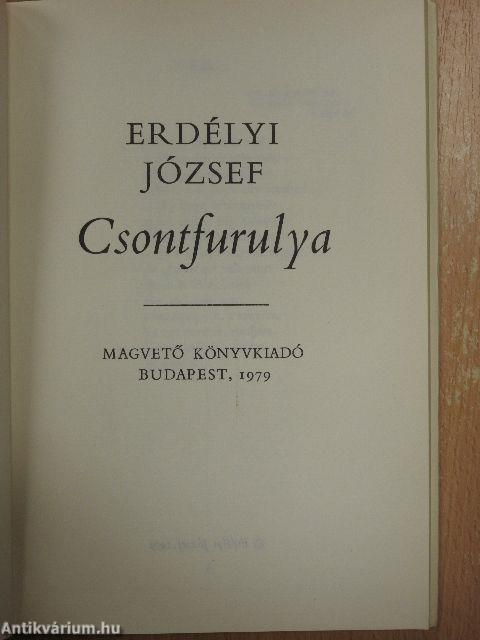 ERDÉLYI
JÓZSEF
Csontfurulya
MAGVETŐ KÖNYVKIADÓ
BUDAPEST, 1979
Antikvárium.hu